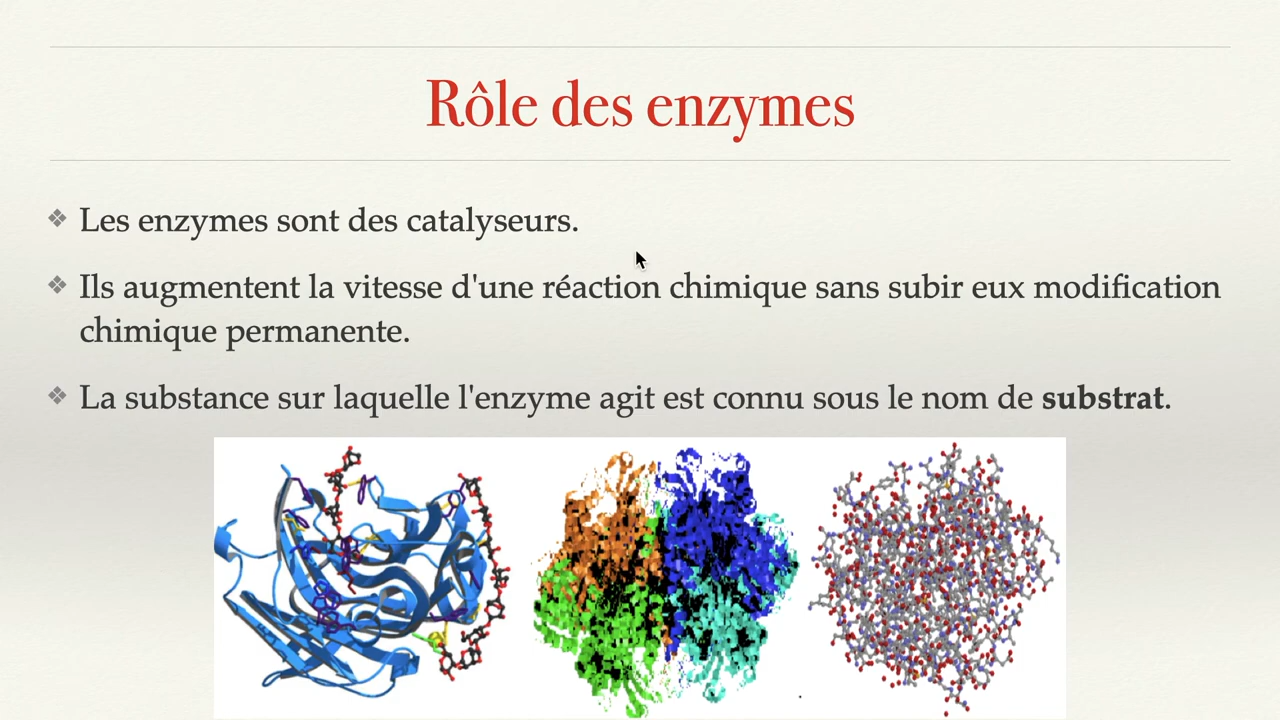 Rôle des enzymes
Les enzymes sont des catalyseurs.
Ils augmentent la vitesse d'une réaction chimique sans subir eux modification
chimique permanente.
La substance sur laquelle l'enzyme agit est connu sous le nom de substrat.